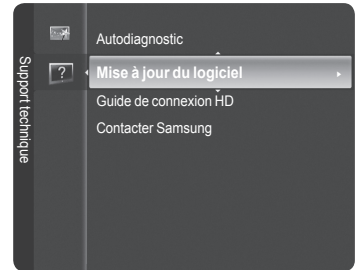 Support technique
Autodiagnostic
Mise à jour du logiciel
Guide de connexion HD
Contacter Samsung